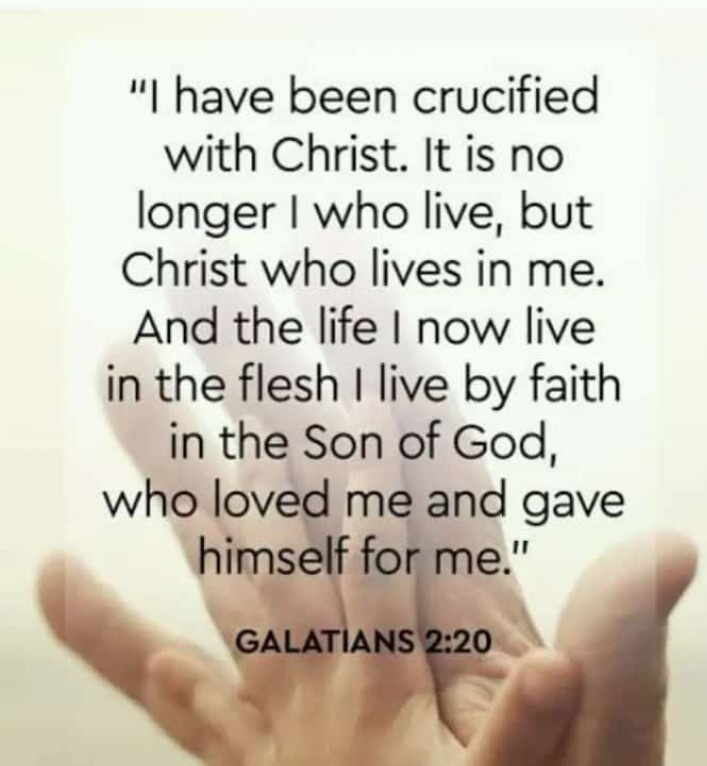 "I have been crucified
with Christ. It is no
longer I who live, but
Christ who lives in me.
And the life I now live
in the flesh I live by faith
in the Son of God,
who loved me and gave
himself for me."
GALATIANS 2:20